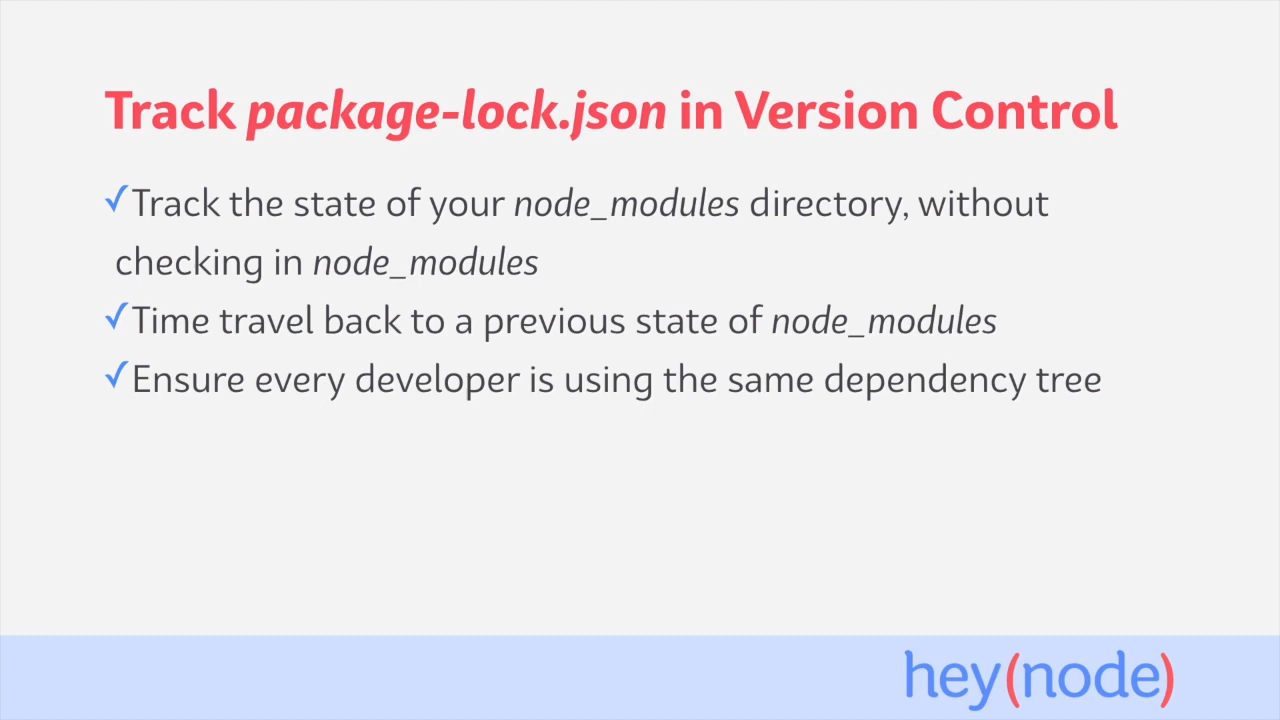 Track package-lock.json in Version Control
✓Track the state of your node_modules directory, without
checking in node_modules
✓Time travel back to a previous state of node_modules
✓Ensure every developer is using the same dependency tree
hey(node)